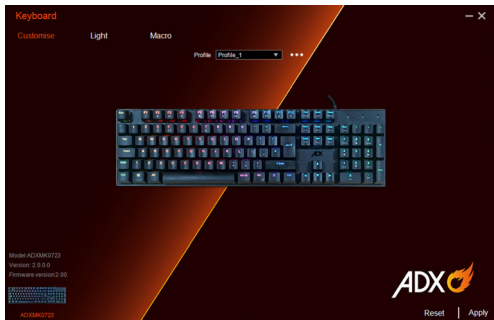 Keyboard
Customise Light Macro
Profile Profile_1
Model:ADXMK0723
Version: 2.0.0.0
Firmware version:2.00
ADXMK0723
ADX
Reset | Apply